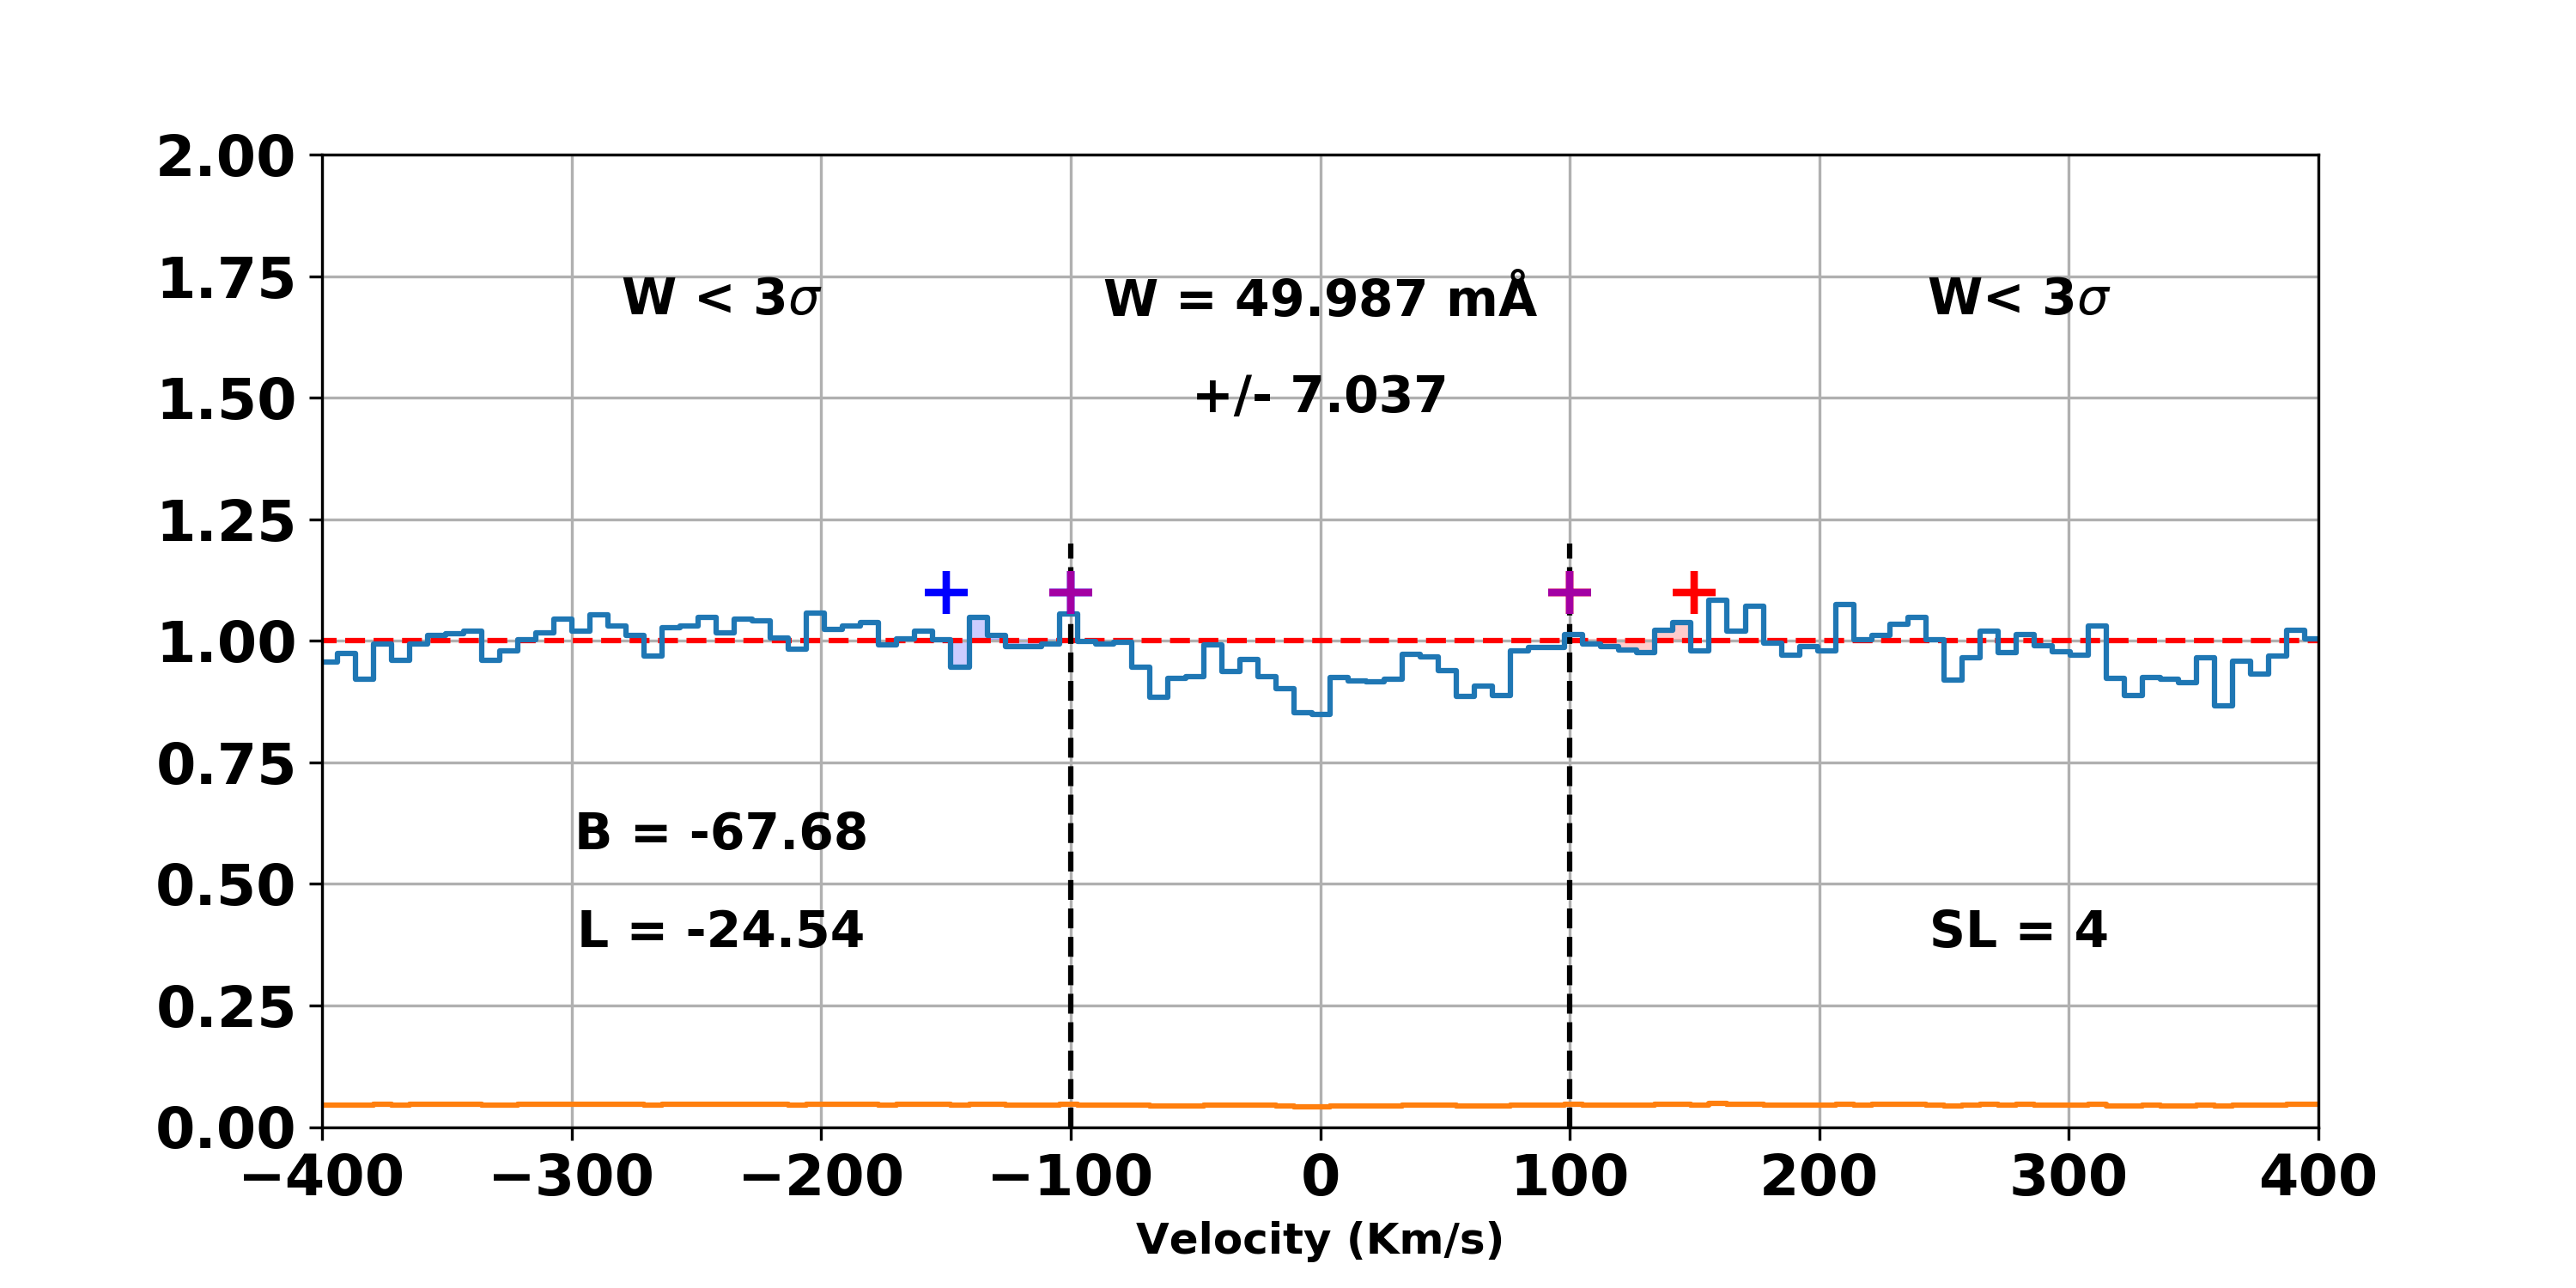 2.00
1.75
1.50
1.25
1.00
0.75
0.50
0.25
0.00
W < 3σ
W = 49.987 mÅ
+/- 7.037
W< 3σ
B = -67.68
L = -24.54
SL = 4
−400 −300 −200 −100 0 100 200 300 400
Velocity (Km/s)